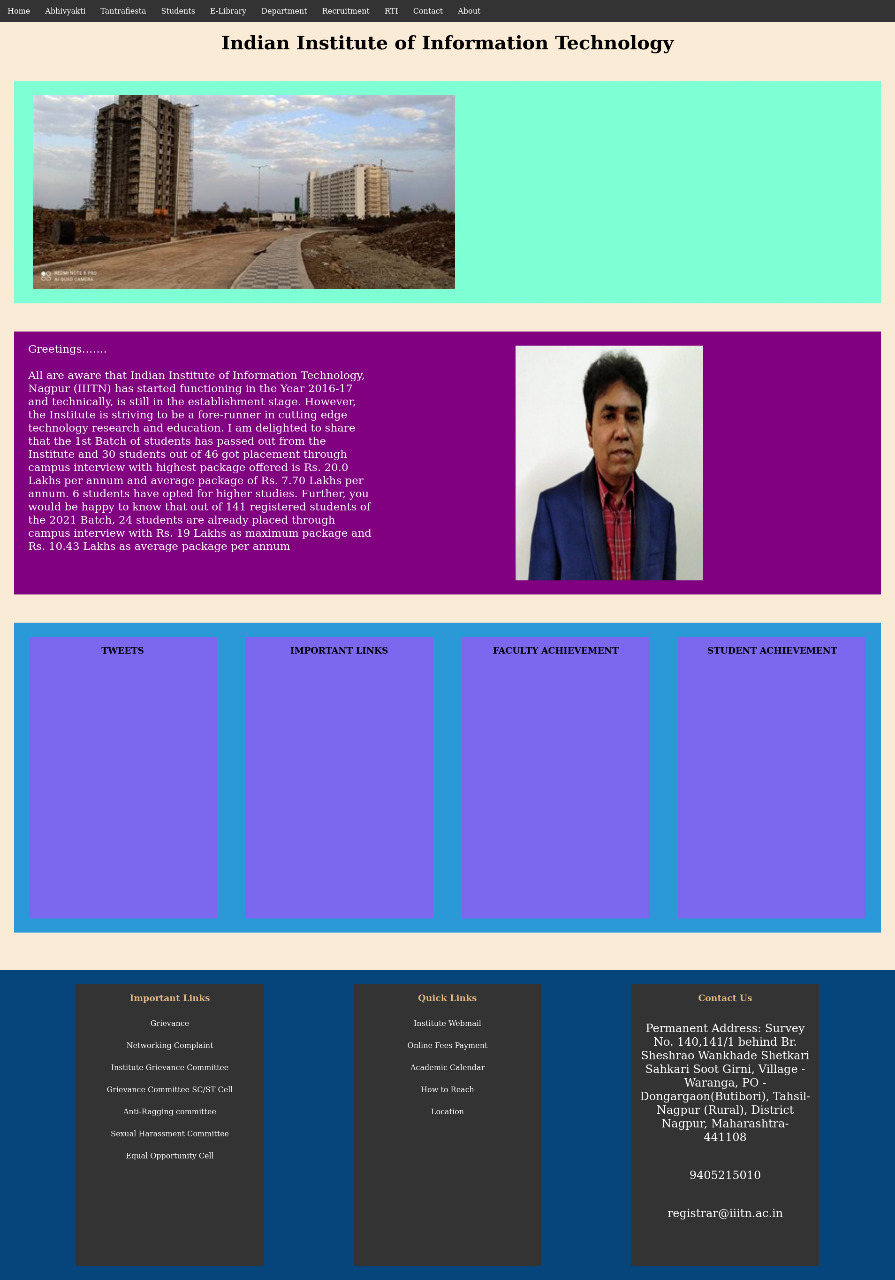 Home Abhivyakti Tantrafiesta Students E-Library Department Recruitment RTI Contact About
Indian Institute of Information Technology
REDMI NOTE 8 PRO
AI QUAD CAMERA
Greetings.......
All are aware that Indian Institute of Information Technology,
Nagpur (IIITN) has started functioning in the Year 2016-17
and technically, is still in the establishment stage. However,
the Institute is striving to be a fore-runner in cutting edge
technology research and education. I am delighted to share
that the 1st Batch of students has passed out from the
Institute and 30 students out of 46 got placement through
campus interview with highest package offered is Rs. 20.0
Lakhs per annum and average package of Rs. 7.70 Lakhs per
annum. 6 students have opted for higher studies. Further, you
would be happy to know that out of 141 registered students of
the 2021 Batch, 24 students are already placed through
campus interview with Rs. 19 Lakhs as maximum package and
Rs. 10.43 Lakhs as average package per annum
TWEETS
IMPORTANT LINKS
FACULTY ACHIEVEMENT
STUDENT ACHIEVEMENT
Important Links
Grievance
Networking Complaint
Institute Grievance Committee
Grievance Committee SC/ST Cell
Anti-Ragging committee
Sexual Harassment Committee
Equal Opportunity Cell
Quick Links
Institute Webmail
Online Fees Payment
Academic Calendar
How to Reach
Location
Contact Us
Permanent Address: Survey
No. 140,141/1 behind Br.
Sheshrao Wankhade Shetkari
Sahkari Soot Girni, Village -
Waranga, PO -
Dongargaon(Butibori), Tahsil-
Nagpur (Rural), District
Nagpur, Maharashtra-
441108
9405215010
registrar@iiitn.ac.in